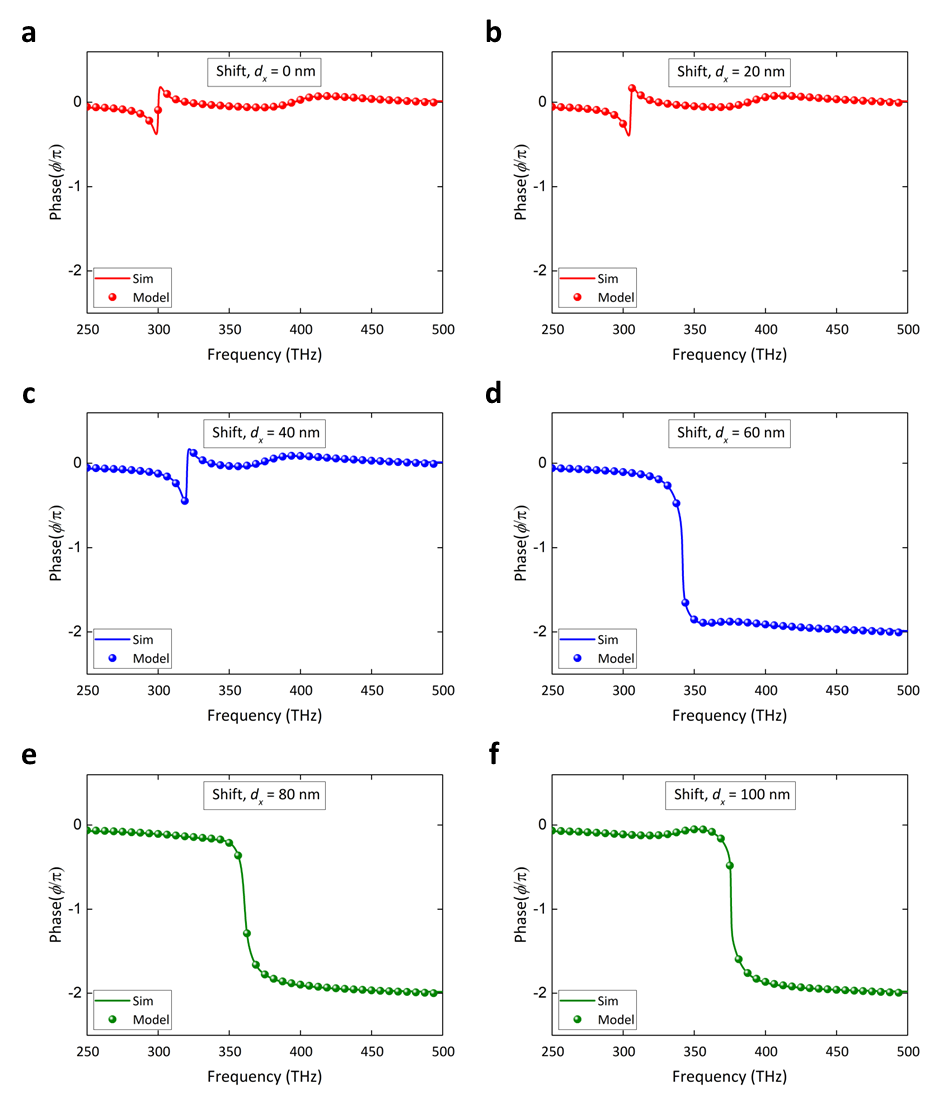 a
Shift, dx = 0 nm
0
-1
-2
Phase(ϕ/π)
Sim
Model
250 300 350 400 450 500
Frequency (THz)
b
Shift, dx = 20 nm
0
-1
-2
Phase(ϕ/π)
Sim
Model
250 300 350 400 450 500
Frequency (THz)
c
Shift, dx = 40 nm
0
-1
-2
Phase(ϕ/π)
Sim
Model
250 300 350 400 450 500
Frequency (THz)
d
Shift, dx = 60 nm
0
-1
-2
Phase(ϕ/π)
Sim
Model
250 300 350 400 450 500
Frequency (THz)
e
Shift, dx = 80 nm
0
-1
-2
Phase(ϕ/π)
Sim
Model
250 300 350 400 450 500
Frequency (THz)
f
Shift, dx = 100 nm
0
-1
-2
Phase(ϕ/π)
Sim
Model
250 300 350 400 450 500
Frequency (THz)